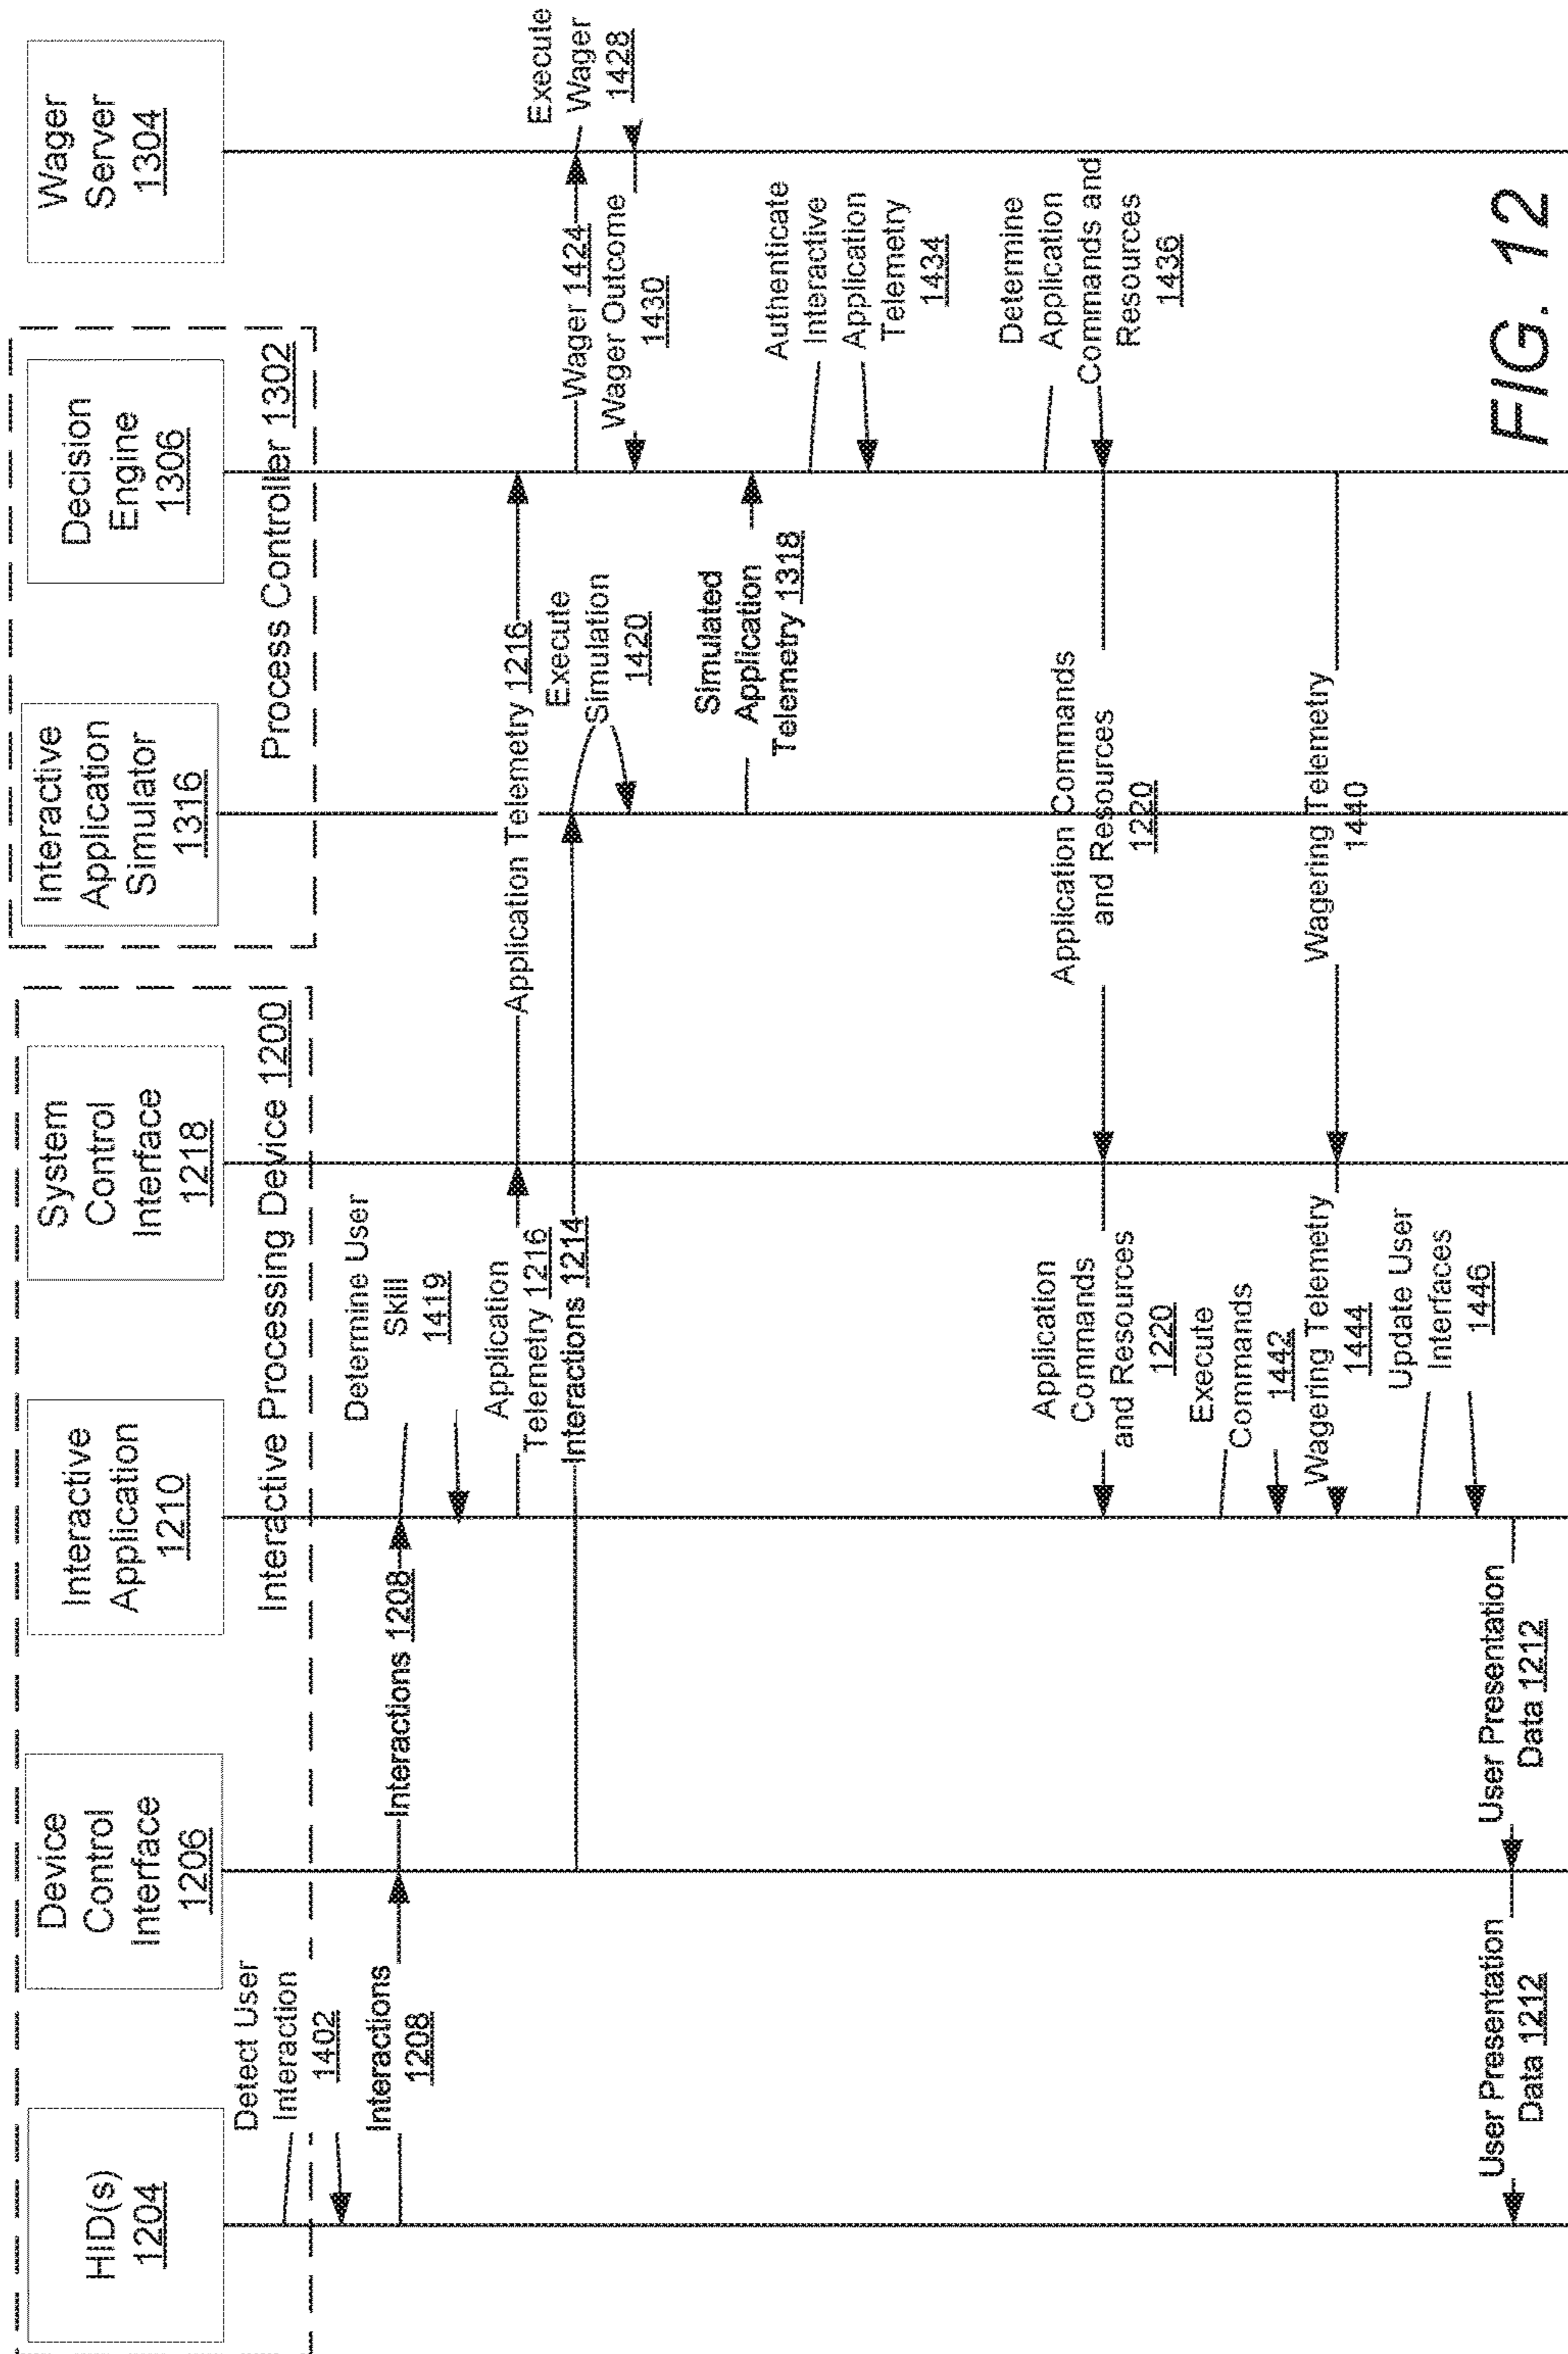 HID(s)
1204
Device
Control
Interface
1206
Interactive
Application
1210
System
Control
Interface
1218
Interactive Processing Device 1200
Interactive
Application
Simulator
1316
Decision
Engine
1306
Process Controller 1302
Wager
Server
1304
Detect User
Interaction
1402
Interactions
1208
Interactions 1208
Determine User
Skill
1419
Application
Telemetry 1216
Application Telemetry 1216
Interactions 1214
Execute
Simulation
1420
Wager 1424
Execute
Wager
1428
Wager Outcome
1430
Simulated
Application
Telemetry 1318
Authenticate
Interactive
Application
Telemetry
1434
Determine
Application
Commands and
Resources
1436
Application Commands
and Resources
1220
Application
Commands
and Resources
1220
Execute
Commands
1442
Wagering Telemetry
1440
Wagering Telemetry
1444
Update User
Interfaces
1446
User Presentation
Data 1212
User Presentation
Data 1212
FIG. 12